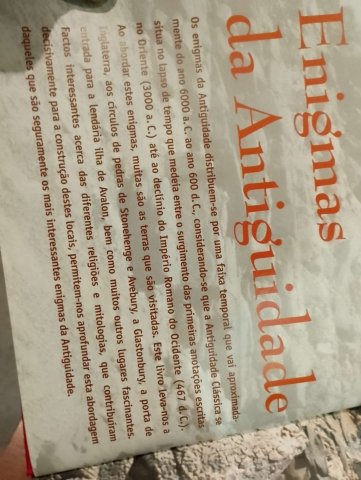 Enigmas
da Antiguidade
Os enigmas da Antiguidade distribuem-se por uma faixa temporal que vai aproximada-
mente do ano 6000 a. C. ao ano 600 d. C., considerando-se que a Antiguidade Clássica se
situa no lapso de tempo que medeia entre o surgimento das primeiras anotações escritas
no Oriente (3000 a. C.) até ao declínio do Império Romano do Ocidente (467 d. C.).
Ao abordar estes enigmas, muitas são as terras que são visitadas. Este livro leva-nos a
Inglaterra, aos círculos de pedras de Stonehenge e Avebury, a Glastonbury, a porta de
entrada para a lendária Ilha de Avalon, bem como muitos outros lugares fascinantes.
Factos interessantes acerca das diferentes religiões e mitologias, que contribuíram
decisivamente para a construção destes locais, permitem-nos aprofundar esta abordagem
daqueles que são seguramente os mais interessantes enigmas da Antiguidade.